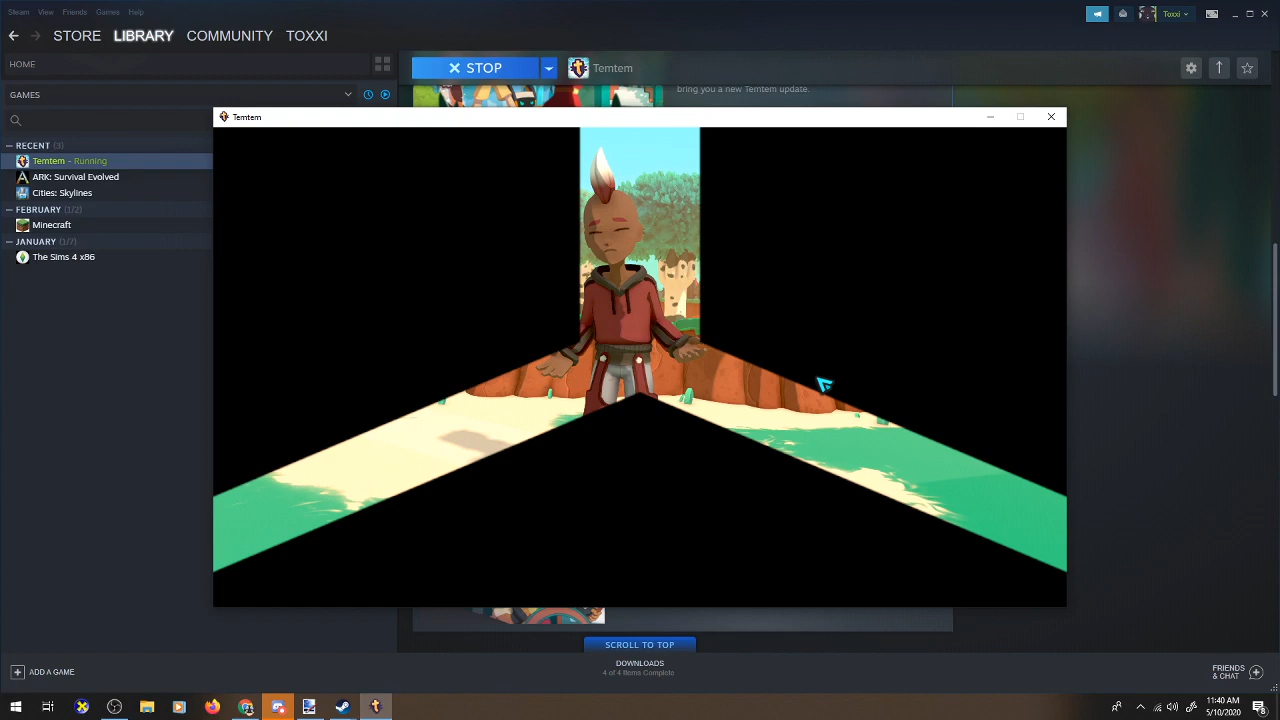 Steam View Friends Games Help
Toxxi
STORE LIBRARY COMMUNITY TOXXI
HOME
STOP
Temtem
GAMES
bring you a new Temtem update.
Temtem
RECENT (3)
Temtem - Running
ARK: Survival Evolved
Cities: Skylines
FEBRUARY (1/2)
Minecraft
JANUARY (1/7)
The Sims 4 x86
SCROLL TO TOP
ADD A GAME
DOWNLOADS
4 of 4 Items Complete
FRIENDS
& CHAT
11:40 AM
5/10/2020
8